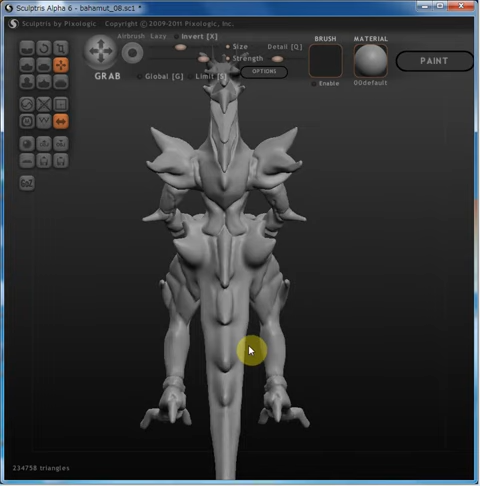 Sculptris Alpha 6 - bahamut_08.sc1 *
Sculptris by Pixologic Copyright © 2009-2011 Pixologic, Inc.
Airbrush Lazy Invert [X]
Size Detail [Q]
Strength
GRAB Global [G] Limit [S] OPTIONS
BRUSH
Enable
MATERIAL
00default
PAINT
GoZ
234758 triangles